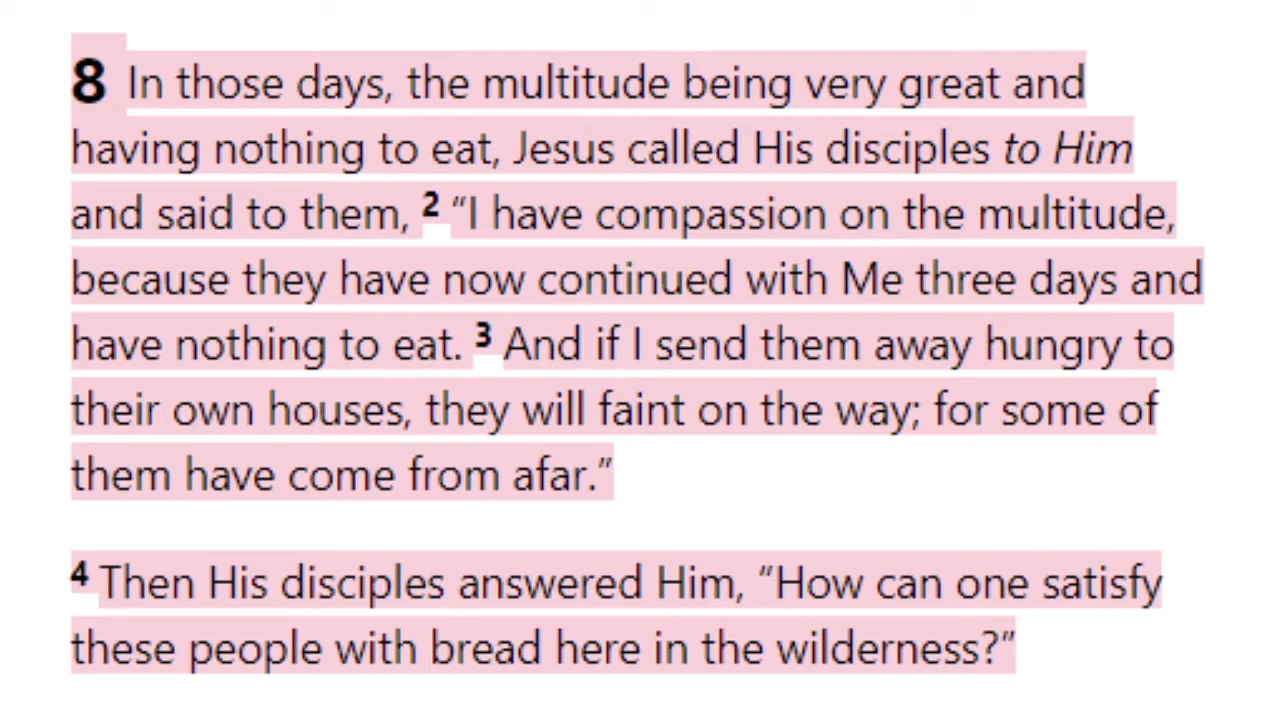 8 In those days, the multitude being very great and
having nothing to eat, Jesus called His disciples to Him
and said to them, 2 “I have compassion on the multitude,
because they have now continued with Me three days and
have nothing to eat. 3 And if I send them away hungry to
their own houses, they will faint on the way; for some of
them have come from afar.”
4 Then His disciples answered Him, “How can one satisfy
these people with bread here in the wilderness?”